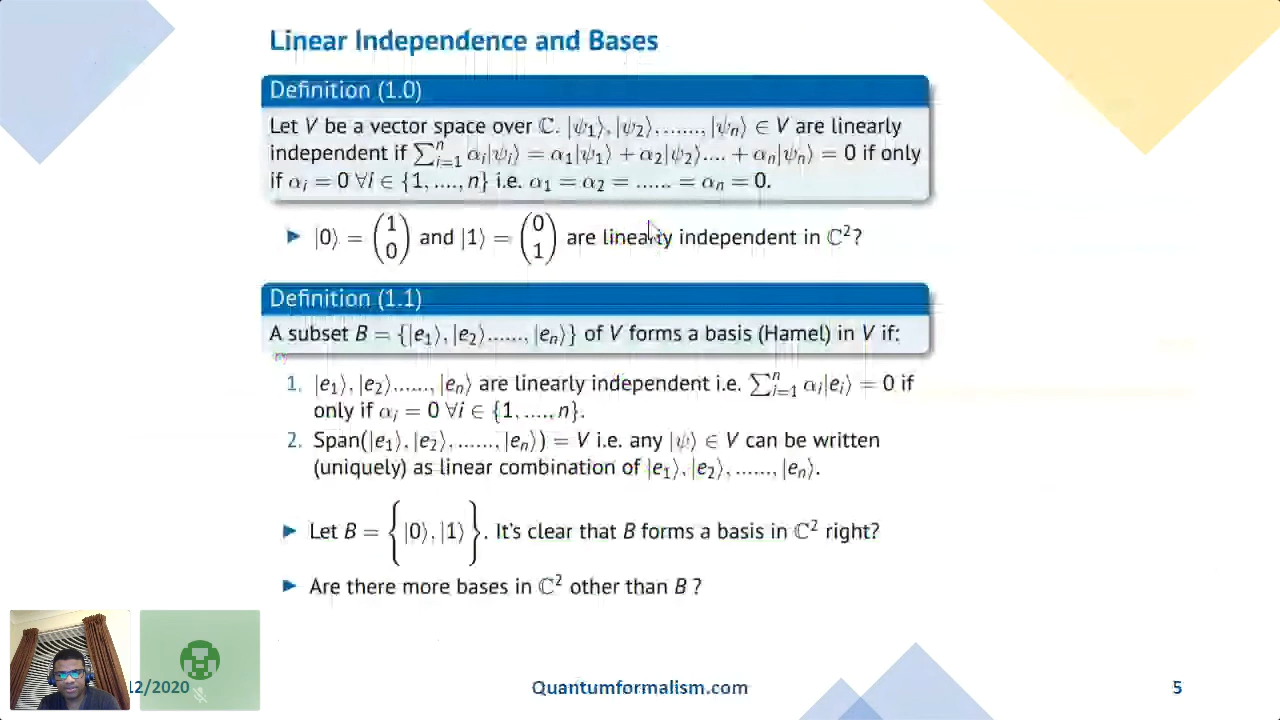 Linear Independence and Bases
Definition (1.0)
Let V be a vector space over ℂ. |ψ₁⟩, |ψ₂⟩, ......., |ψₙ⟩ ∈ V are linearly
independent if ∑ⁿᵢ₌₁ αᵢ|ψᵢ⟩ = α₁|ψ₁⟩ + α₂|ψ₂⟩.... + αₙ|ψₙ⟩ = 0 if only
if αᵢ = 0 ∀i ∈ {1, ...., n} i.e. α₁ = α₂ = ...... = αₙ = 0.
► |0⟩ = (1 0) and |1⟩ = (0 1) are linearly independent in ℂ²?
Definition (1.1)
A subset B = {|e₁⟩, |e₂⟩......, |eₙ⟩} of V forms a basis (Hamel) in V if:
1. |e₁⟩, |e₂⟩......, |eₙ⟩ are linearly independent i.e. ∑ⁿᵢ₌₁ αᵢ|eᵢ⟩ = 0 if
only if αᵢ = 0 ∀i ∈ {1, ...., n}.
2. Span(|e₁⟩, |e₂⟩, ......, |eₙ⟩) = V i.e. any |ψ⟩ ∈ V can be written
(uniquely) as linear combination of |e₁⟩, |e₂⟩, ......, |eₙ⟩.
► Let B = {|0⟩, |1⟩}. It's clear that B forms a basis in ℂ² right?
► Are there more bases in ℂ² other than B ?
12/2020
Quantumformalism.com
5